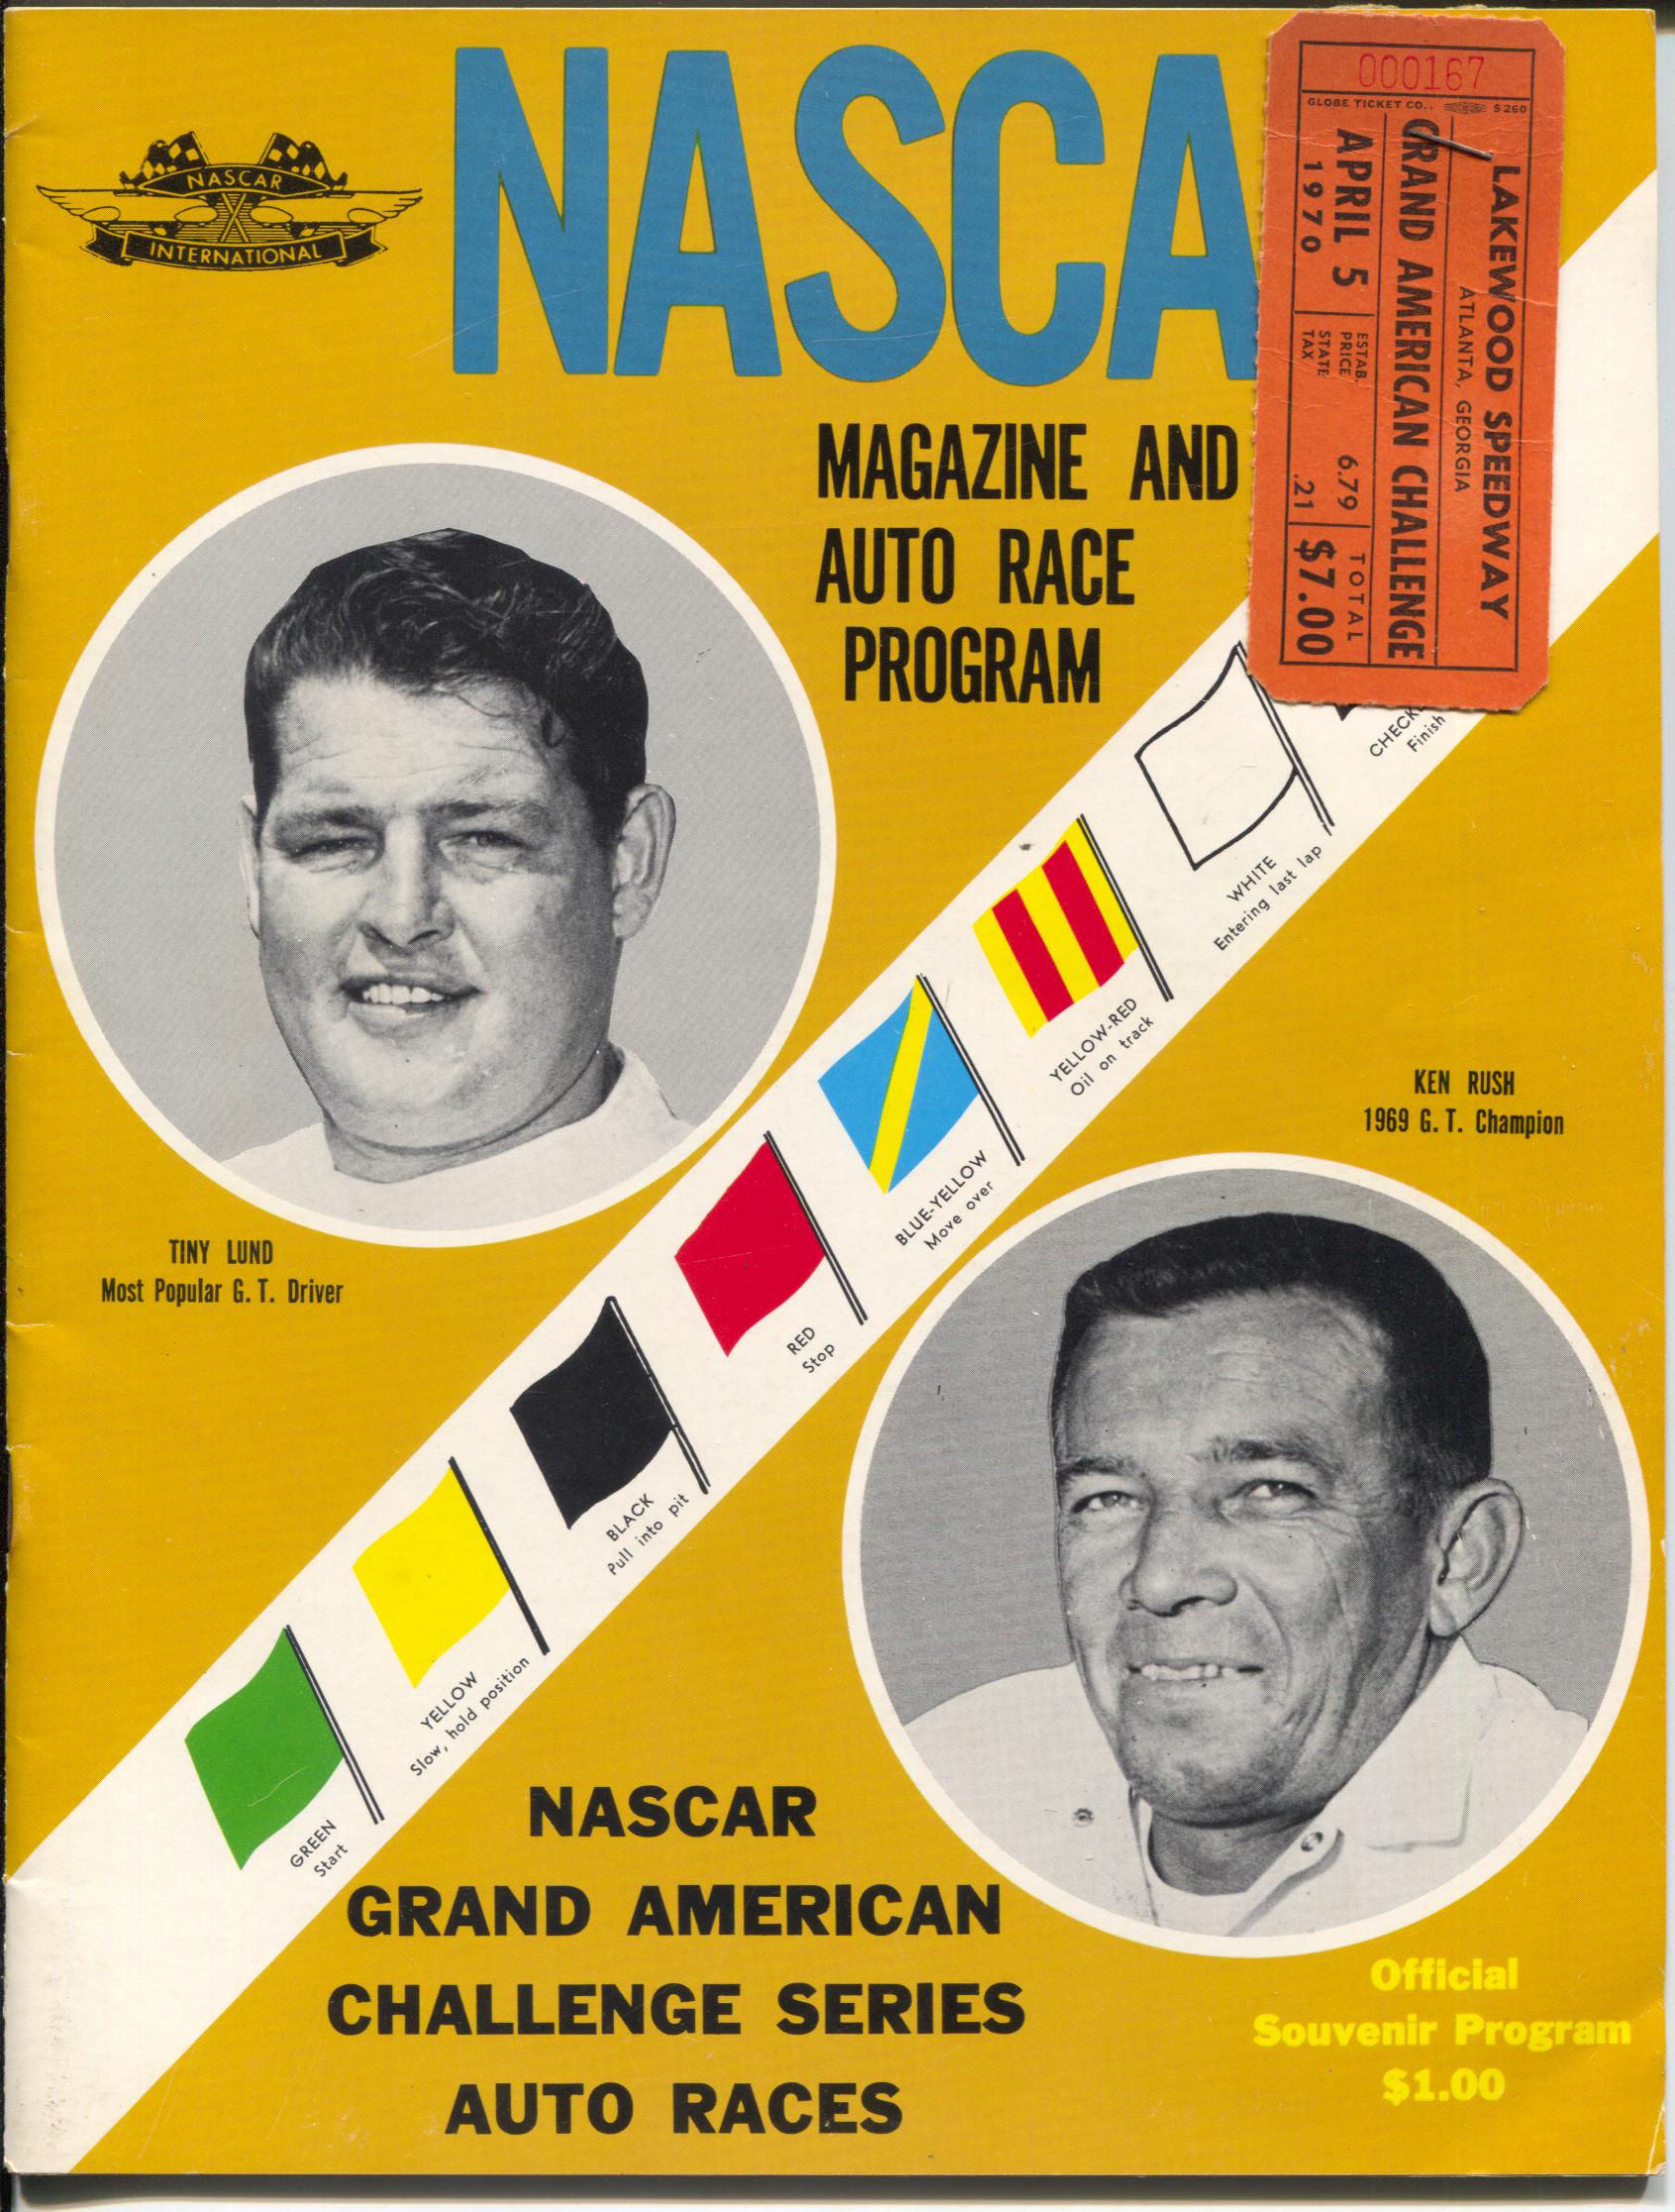 NASCA
NASCAR
INTERNATIONAL
MAGAZINE AND
AUTO RACE
PROGRAM
000167
GLOBE TICKET CO.. S 260
LAKEWOOD SPEEDWAY
ATLANTA, GEORGIA
GRAND AMERICAN CHALLENGE
APRIL 5
1970
ESTAB.
PRICE 6.79
STATE
TAX .21
TOTAL
$7.00
Finish
WHITE
Entering last lap
YELLOW-RED
Oil on track
BLUE-YELLOW
Move over
RED
Stop
BLACK
Pull into pit
YELLOW
Slow, hold position
GREEN
Start
TINY LUND
Most Popular G. T. Driver
KEN RUSH
1969 G. T. Champion
NASCAR
GRAND AMERICAN
CHALLENGE SERIES
AUTO RACES
Official
Souvenir Program
$1.00